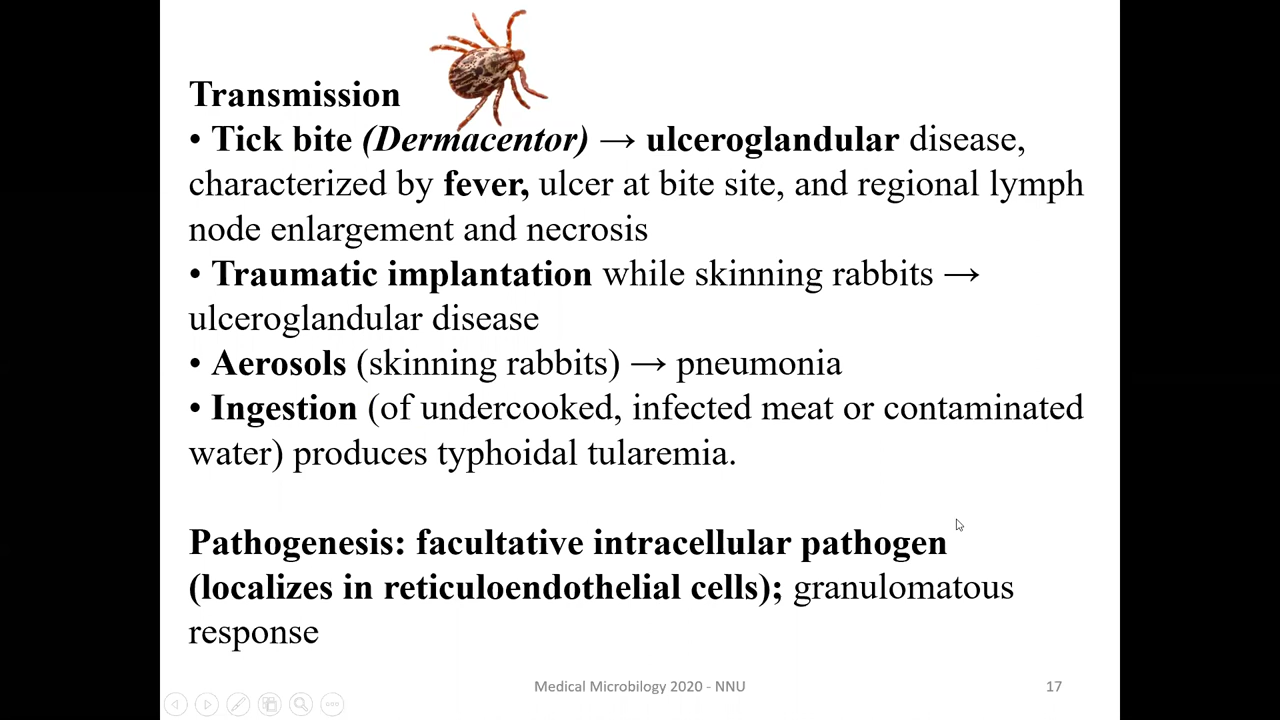 Transmission
• Tick bite (Dermacentor) → ulceroglandular disease,
characterized by fever, ulcer at bite site, and regional lymph
node enlargement and necrosis
• Traumatic implantation while skinning rabbits →
ulceroglandular disease
• Aerosols (skinning rabbits) → pneumonia
• Ingestion (of undercooked, infected meat or contaminated
water) produces typhoidal tularemia.
Pathogenesis: facultative intracellular pathogen
(localizes in reticuloendothelial cells); granulomatous
response
Medical Microbilogy 2020 - NNU
17